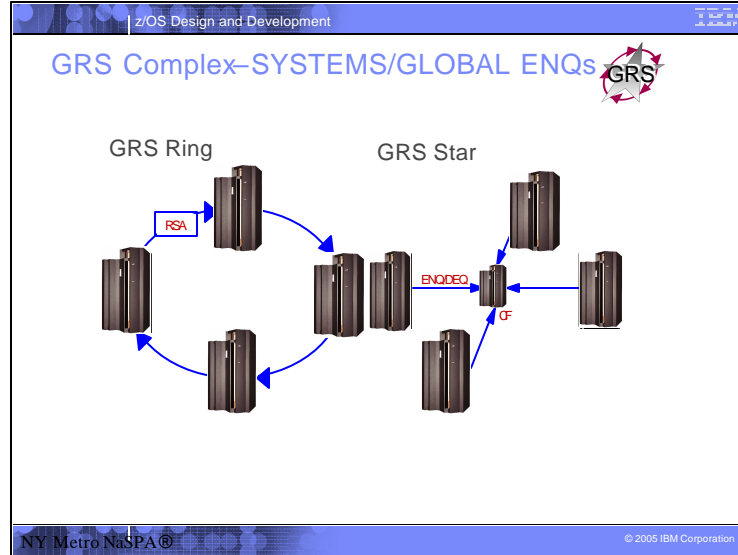 z/OS Design and Development
IBM
GRS Complex–SYSTEMS/GLOBAL ENQs
GRS
GRS Ring
GRS Star
RSA
ENQ/DEQ
CF
NY Metro NaSPA®
© 2005 IBM Corporation